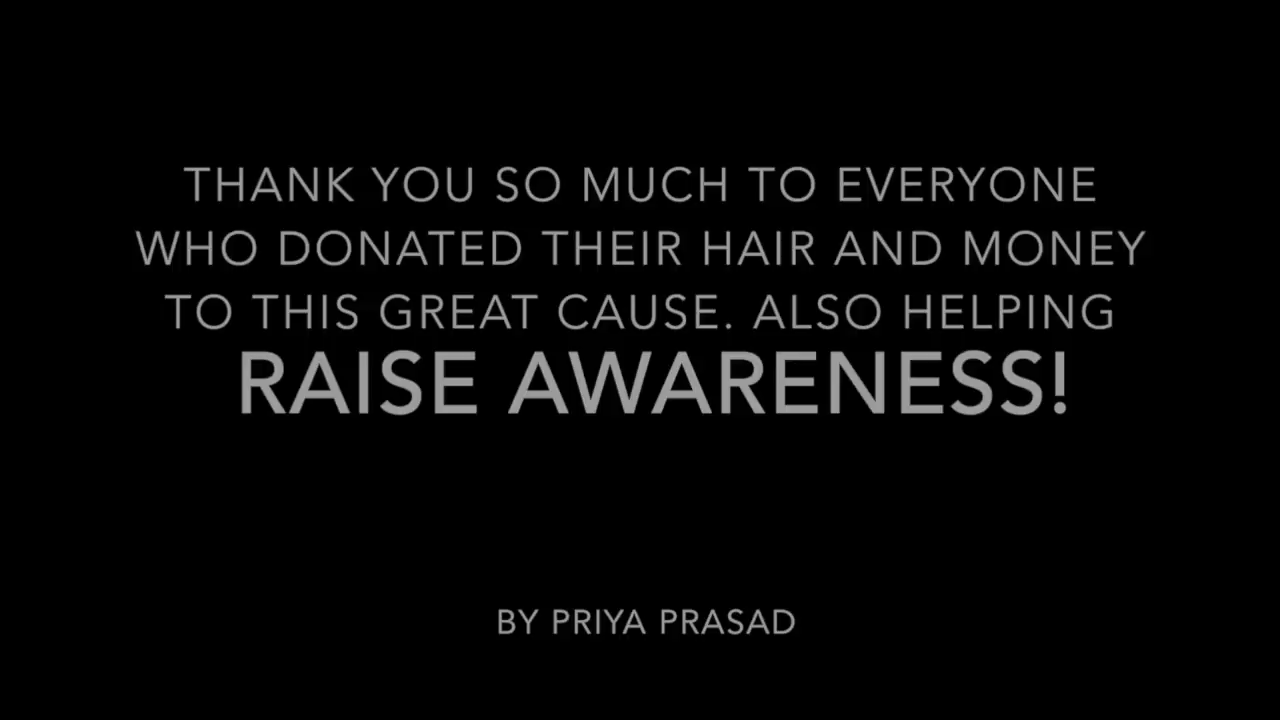 THANK YOU SO MUCH TO EVERYONE
WHO DONATED THEIR HAIR AND MONEY
TO THIS GREAT CAUSE. ALSO HELPING
RAISE AWARENESS!
BY PRIYA PRASAD